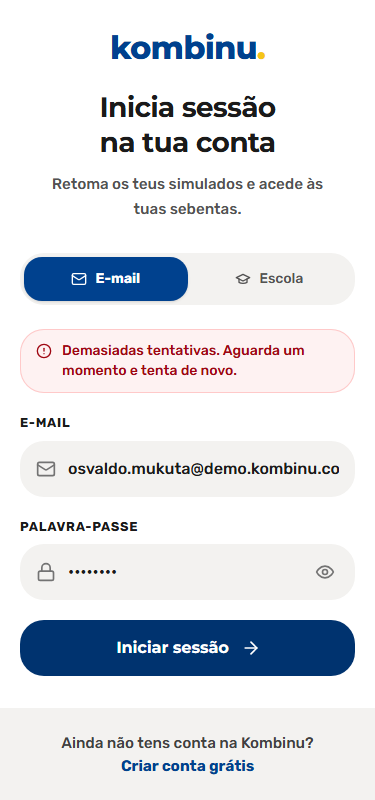 kombinu.
Inicia sessão
na tua conta
Retoma os teus simulados e acede às
tuas sebentas.
E-mail
Escola
Demasiadas tentativas. Aguarda um
momento e tenta de novo.
E-MAIL
osvaldo.mukuta@demo.kombinu.co
PALAVRA-PASSE
••••••••
Iniciar sessão
Ainda não tens conta na Kombinu?
Criar conta grátis